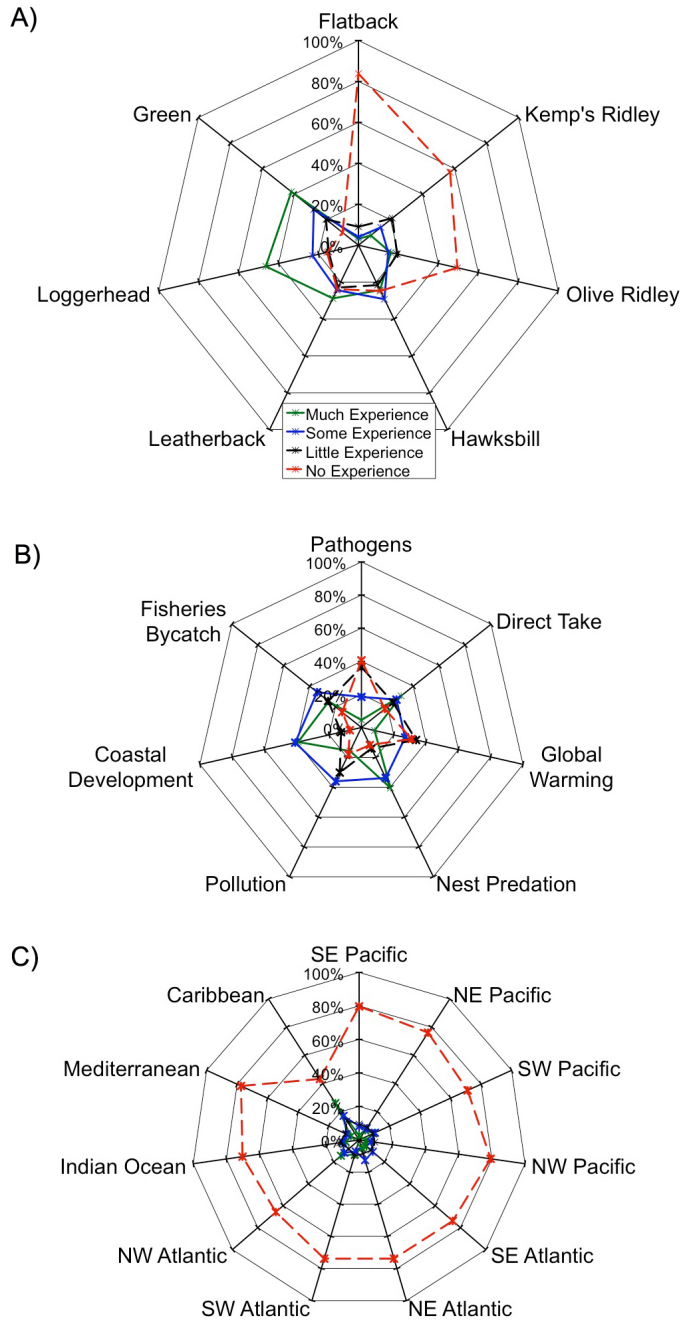 A)
Flatback
100%
80%
60%
40%
20%
0%
Green
Kemp's Ridley
Loggerhead
Olive Ridley
Leatherback
Hawksbill
Much Experience
Some Experience
Little Experience
No Experience
B)
Pathogens
100%
80%
60%
40%
20%
0%
Fisheries
Bycatch
Direct Take
Coastal
Development
Global
Warming
Pollution
Nest Predation
C)
SE Pacific
100%
80%
60%
40%
20%
0%
Caribbean
NE Pacific
Mediterranean
SW Pacific
Indian Ocean
NW Pacific
NW Atlantic
SE Atlantic
SW Atlantic
NE Atlantic